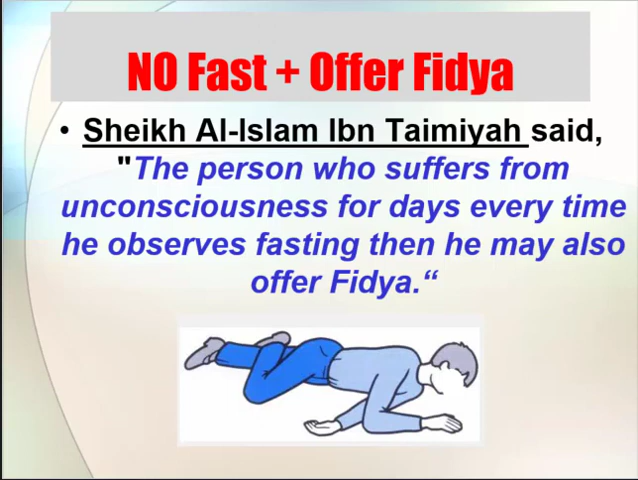 NO Fast + Offer Fidya
• Sheikh Al-Islam Ibn Taimiyah said,
"The person who suffers from
unconsciousness for days every time
he observes fasting then he may also
offer Fidya.“